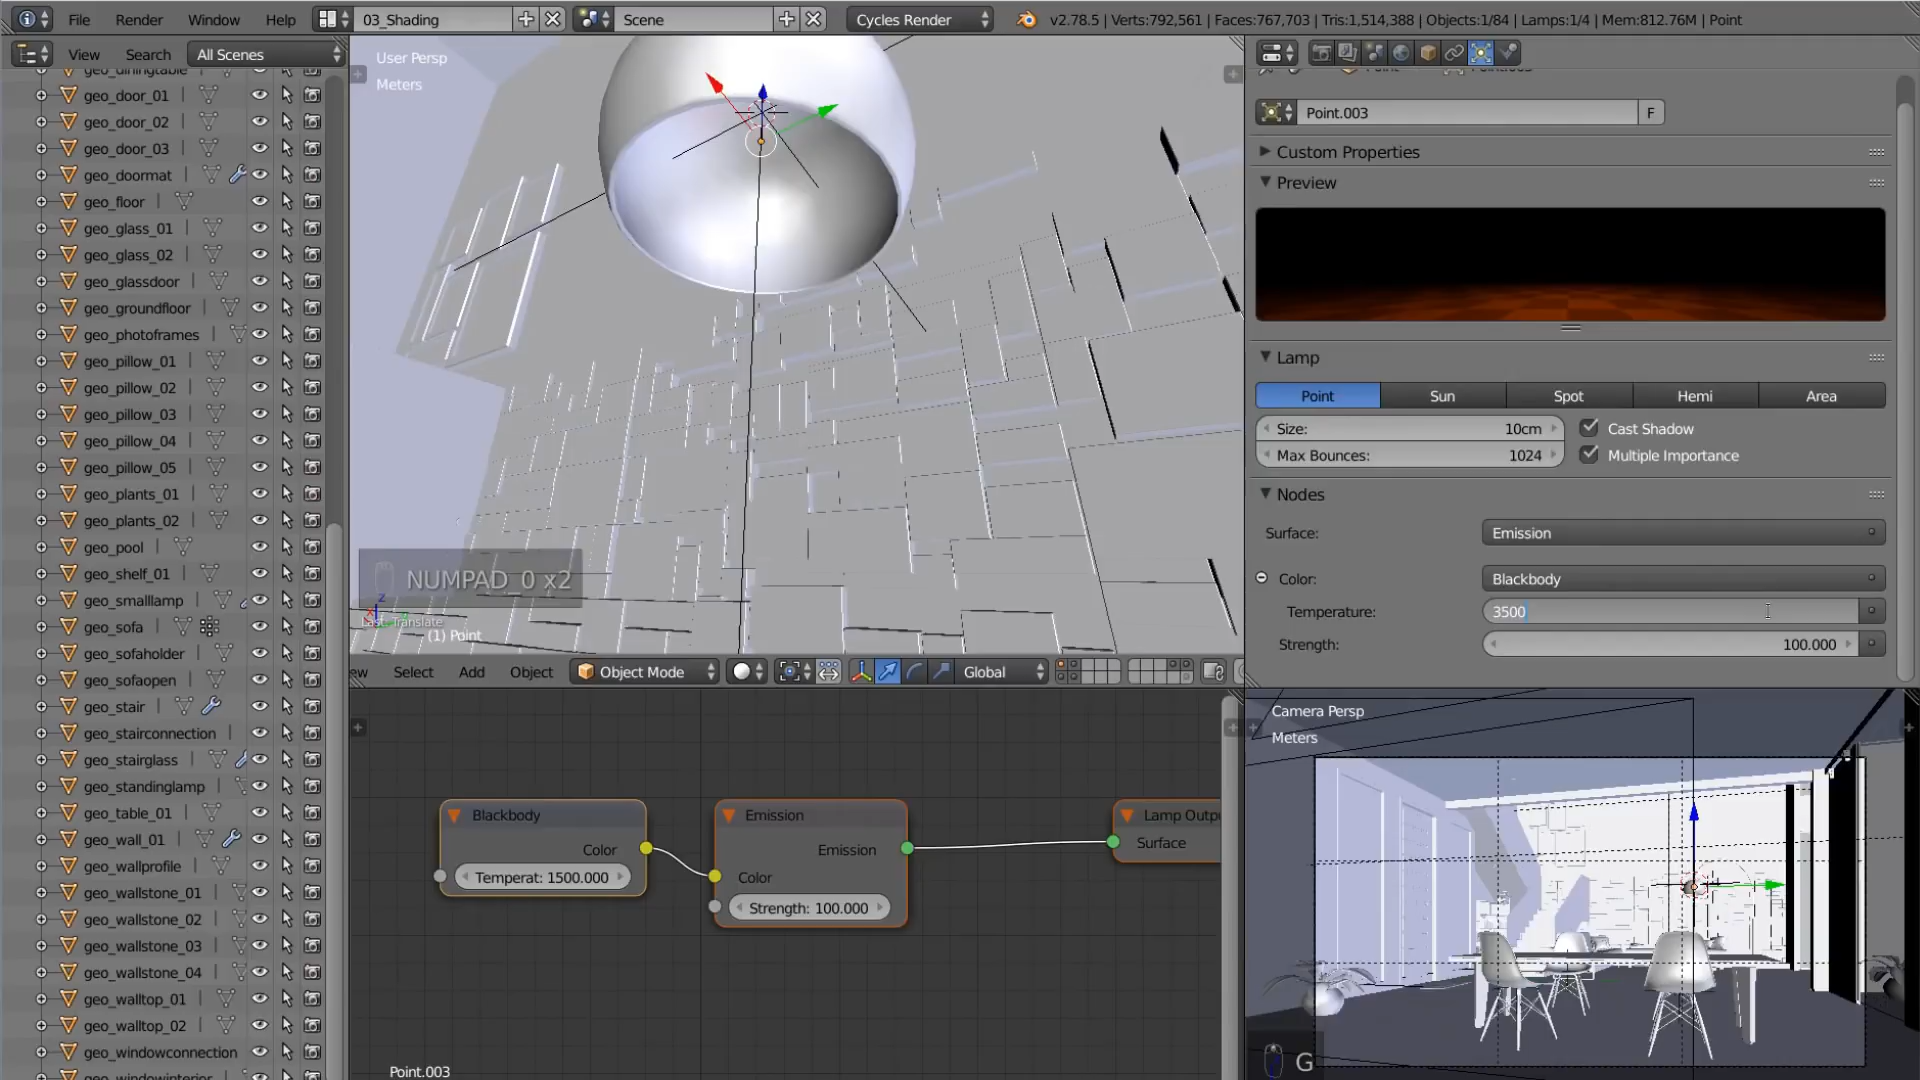 File Render Window Help 03_Shading Scene Cycles Render v2.78.5 | Verts:792,561 | Faces:767,703 | Tris:1,514,388 | Objects:1/84 | Lamps:1/4 | Mem:812.76M | Point
View Search All Scenes
geo_diningtable
geo_door_01
geo_door_02
geo_door_03
geo_doormat
geo_floor
geo_glass_01
geo_glass_02
geo_glassdoor
geo_groundfloor
geo_photoframes
geo_pillow_01
geo_pillow_02
geo_pillow_03
geo_pillow_04
geo_pillow_05
geo_plants_01
geo_plants_02
geo_pool
geo_shelf_01
geo_smalllamp
geo_sofa
geo_sofaholder
geo_sofaopen
geo_stair
geo_stairconnection
geo_stairglass
geo_standinglamp
geo_table_01
geo_wall_01
geo_wallprofile
geo_wallstone_01
geo_wallstone_02
geo_wallstone_03
geo_wallstone_04
geo_walltop_01
geo_walltop_02
geo_windowconnection
geo_windowinterior
User Persp
Meters
NUMPAD_0 x2
Last: Translate
(1) Point
ew Select Add Object Object Mode Global
Blackbody
Color
Temperat: 1500.000
Emission
Emission
Color
Strength: 100.000
Lamp Outpu
Surface
Point.003
Point.003 F
Custom Properties
Preview
Lamp
Point Sun Spot Hemi Area
Size: 10cm Cast Shadow
Max Bounces: 1024 Multiple Importance
Nodes
Surface: Emission
Color: Blackbody
Temperature: 3500
Strength: 100.000
Camera Persp
Meters
G